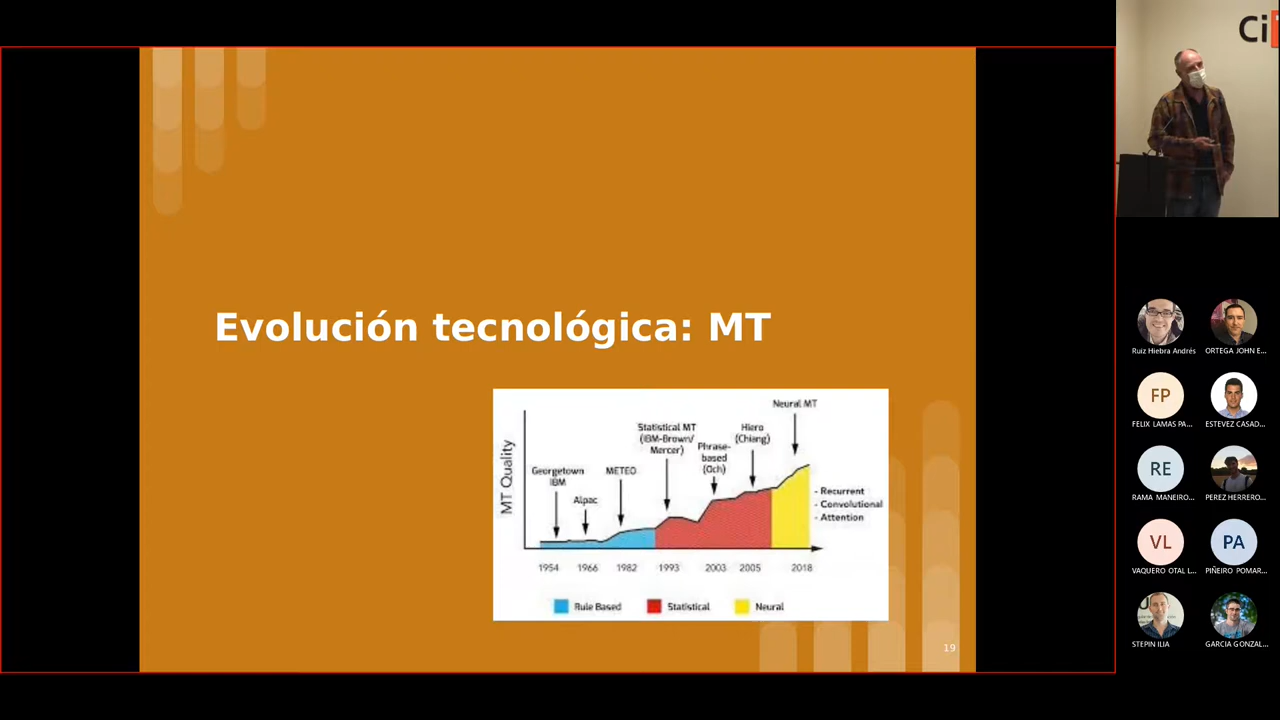 Evolución tecnológica: MT
MT Quality
Georgetown
IBM
Alpac
METEO
Statistical MT
(IBM-Brown/
Mercer)
Phrase-
based
(Och)
Hiero
(Chiang)
Neural MT
- Recurrent
- Convolutional
- Attention
1954
1966
1982
1993
2003
2005
2018
Rule Based
Statistical
Neural
19
Ci
Ruiz Hiebra Andrés
ORTEGA JOHN E...
FP
FELIX LAMAS PA...
ESTEVEZ CASAD...
RE
RAMA MANEIRO...
PEREZ HERRERO...
VL
VAQUERO OTAL L...
PA
PIÑEIRO POMAR...
STEPIN ILIA
GARCIA GONZAL...